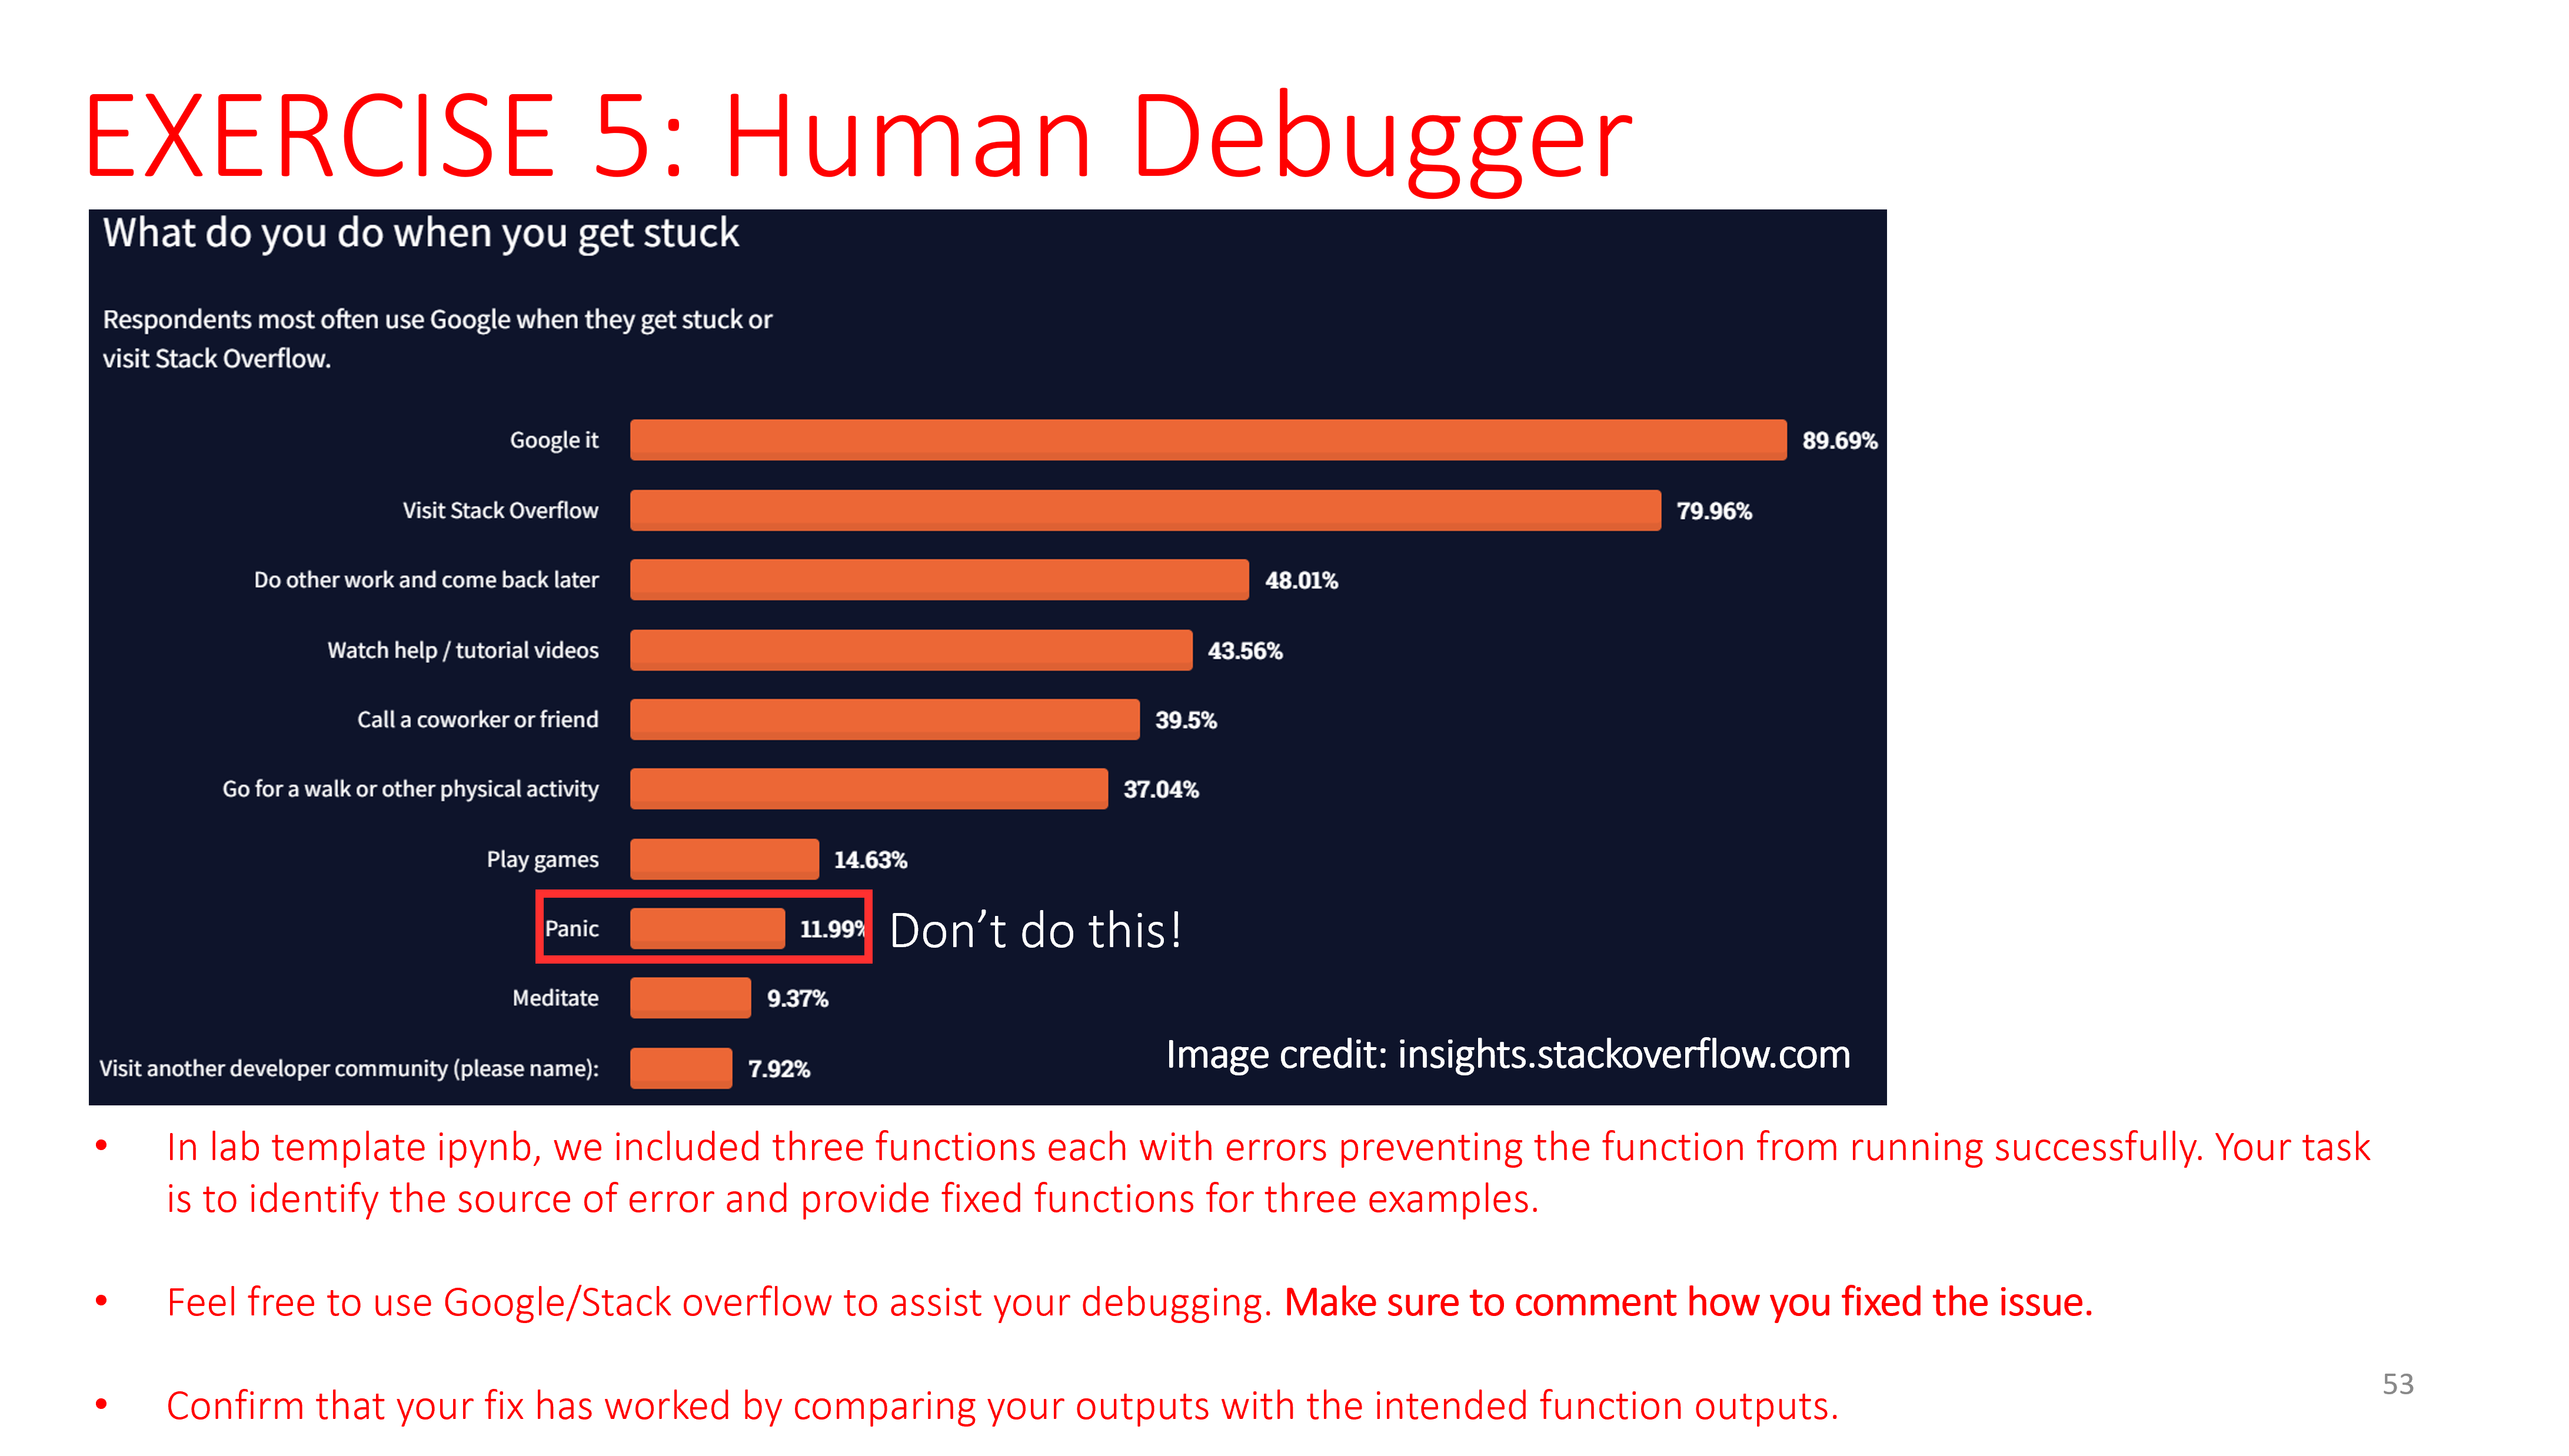 EXERCISE 5: Human Debugger
What do you do when you get stuck
Respondents most often use Google when they get stuck or
visit Stack Overflow.
Google it 89.69%
Visit Stack Overflow 79.96%
Do other work and come back later 48.01%
Watch help / tutorial videos 43.56%
Call a coworker or friend 39.5%
Go for a walk or other physical activity 37.04%
Play games 14.63%
Panic 11.99% Don’t do this!
Meditate 9.37%
Image credit: insights.stackoverflow.com
Visit another developer community (please name): 7.92%
• In lab template ipynb, we included three functions each with errors preventing the function from running successfully. Your task
is to identify the source of error and provide fixed functions for three examples.
• Feel free to use Google/Stack overflow to assist your debugging. Make sure to comment how you fixed the issue.
• Confirm that your fix has worked by comparing your outputs with the intended function outputs.
53